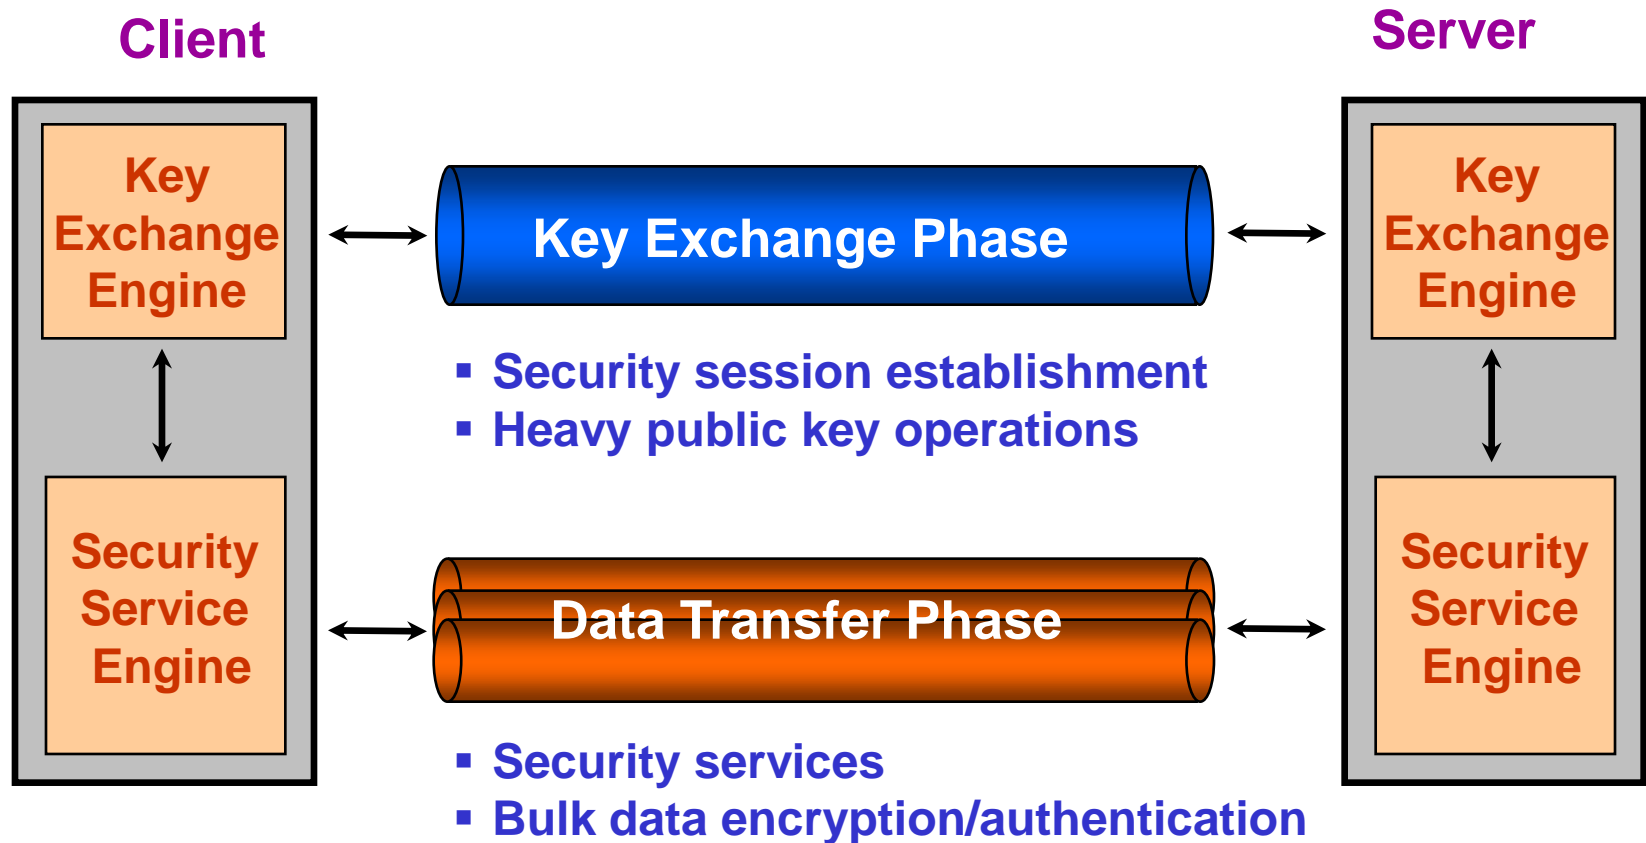 Client
Server
Key
Exchange
Engine
Key Exchange Phase
Key
Exchange
Engine
▪ Security session establishment
▪ Heavy public key operations
Security
Service
Engine
Data Transfer Phase
Security
Service
Engine
▪ Security services
▪ Bulk data encryption/authentication